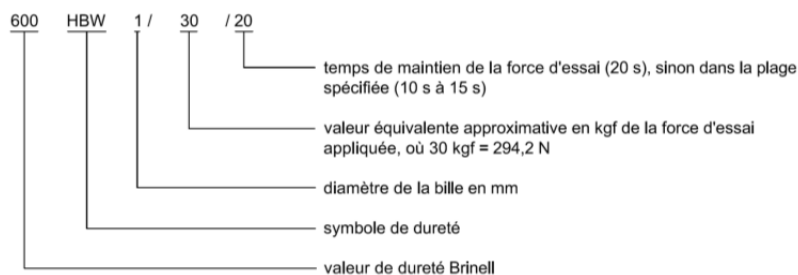 600 HBW 1 / 30 / 20
temps de maintien de la force d'essai (20 s), sinon dans la plage
spécifiée (10 s à 15 s)
valeur équivalente approximative en kgf de la force d'essai
appliquée, où 30 kgf = 294,2 N
diamètre de la bille en mm
symbole de dureté
valeur de dureté Brinell